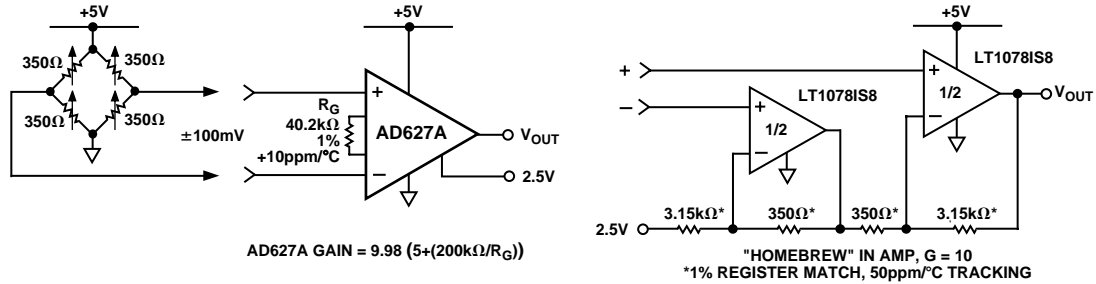 +5V
350Ω
350Ω
350Ω
350Ω
±100mV
+5V
R_G
40.2kΩ
1%
+10ppm/°C
+
−
AD627A
V_OUT
2.5V
AD627A GAIN = 9.98 (5+(200kΩ/R_G))
+5V
LT1078IS8
+
−
+
−
1/2
V_OUT
LT1078IS8
+
−
1/2
2.5V
3.15kΩ*
350Ω*
350Ω*
3.15kΩ*
"HOMEBREW" IN AMP, G = 10
*1% REGISTER MATCH, 50ppm/°C TRACKING